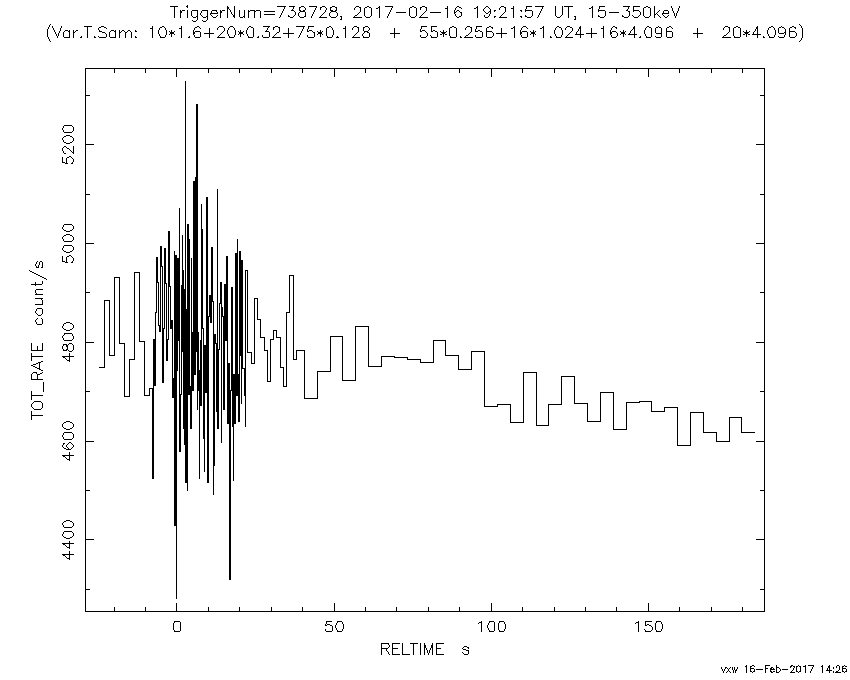 TriggerNum=738728, 2017-02-16 19:21:57 UT, 15-350keV
(Var.T.Sam: 10*1.6+20*0.32+75*0.128 + 55*0.256+16*1.024+16*4.096 + 20*4.096)
TOT_RATE count/s
5200
5000
4800
4600
4400
0 50 100 150
RELTIME s
vxw 16-Feb-2017 14:26